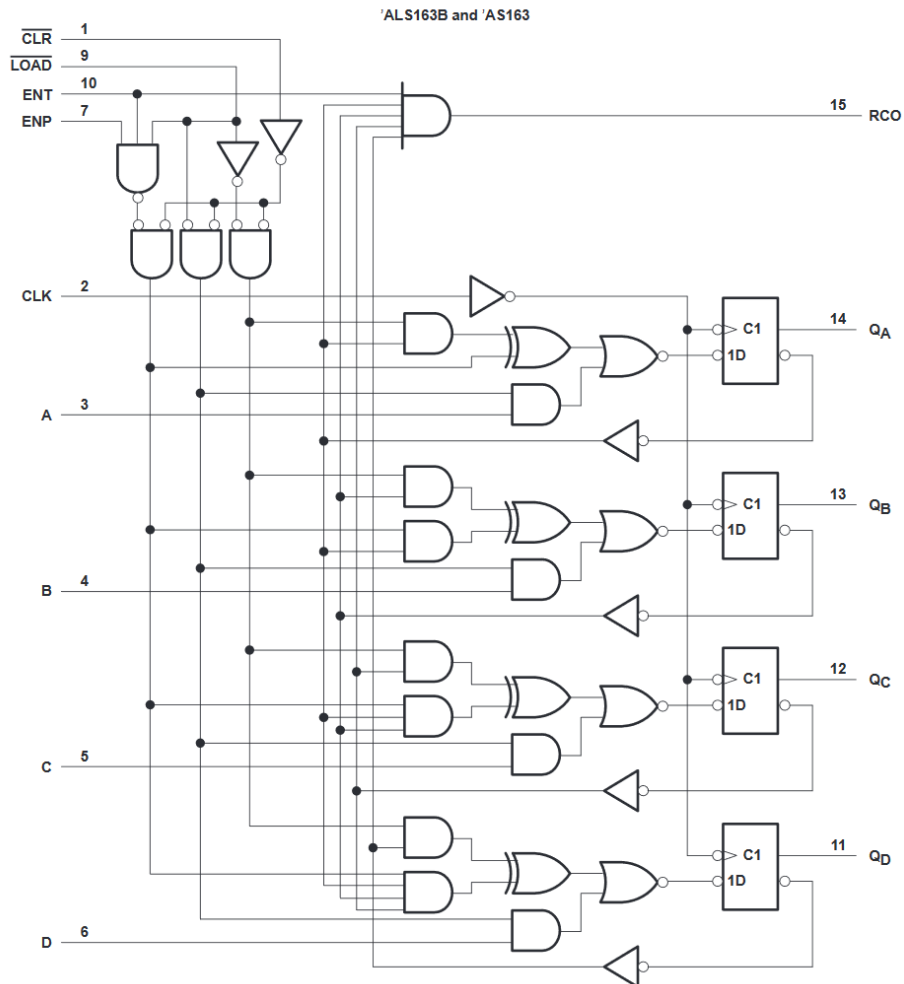 'ALS163B and 'AS163
CLR 1
LOAD 9
ENT 10
ENP 7
15 RCO
CLK 2
C1 14 QA
1D
A 3
C1 13 QB
1D
B 4
C1 12 QC
1D
C 5
C1 11 QD
1D
D 6